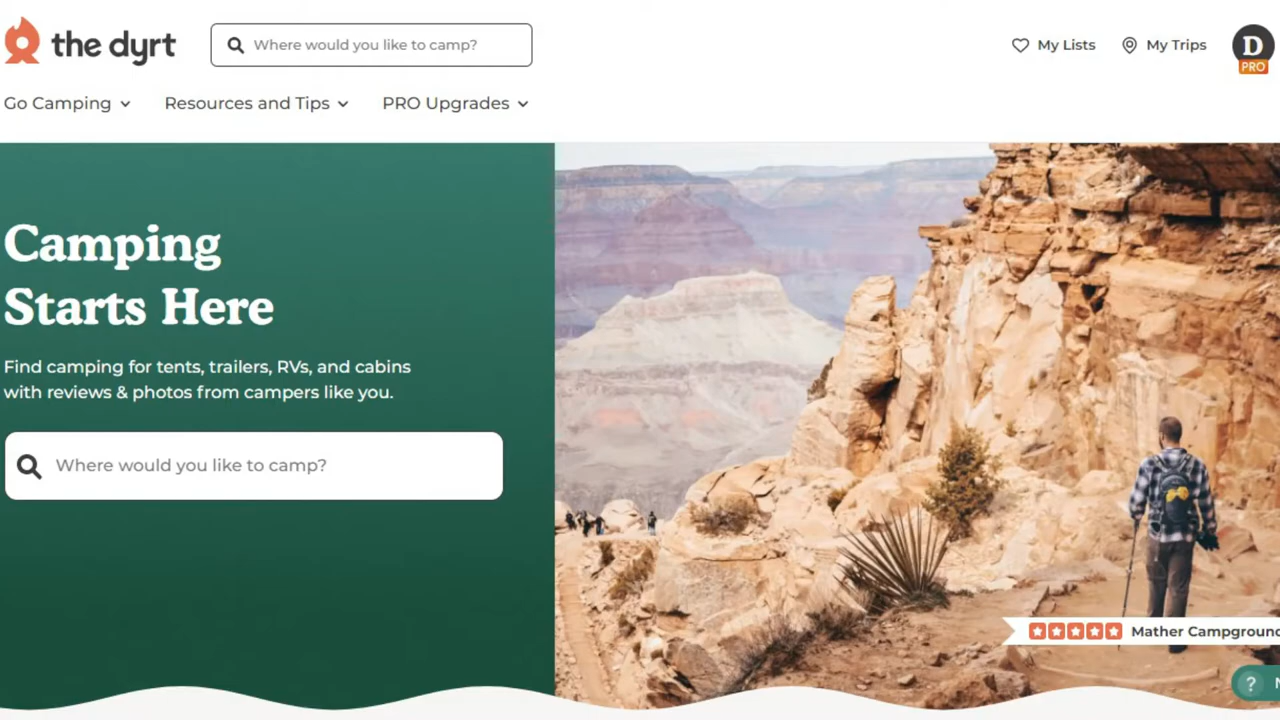 the dyrt
Where would you like to camp?
My Lists
My Trips
D
PRO
Go Camping
Resources and Tips
PRO Upgrades
Camping
Starts Here
Find camping for tents, trailers, RVs, and cabins
with reviews & photos from campers like you.
Where would you like to camp?
Mather Campground
?